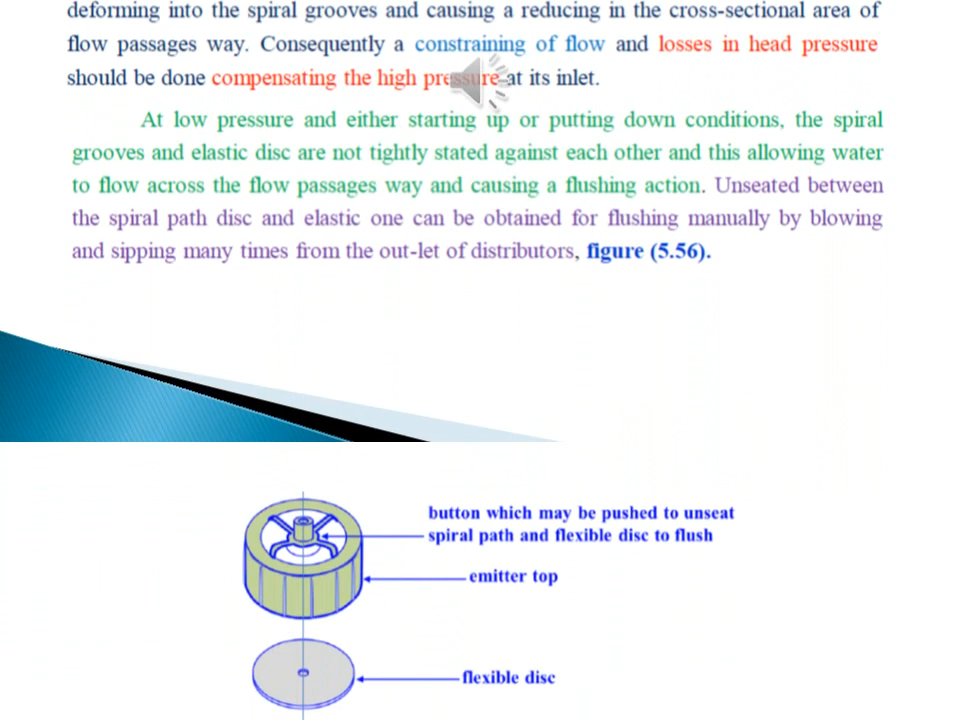 deforming into the spiral grooves and causing a reducing in the cross-sectional area of
flow passages way. Consequently a constraining of flow and losses in head pressure
should be done compensating the high pressure at its inlet.
At low pressure and either starting up or putting down conditions, the spiral
grooves and elastic disc are not tightly stated against each other and this allowing water
to flow across the flow passages way and causing a flushing action. Unseated between
the spiral path disc and elastic one can be obtained for flushing manually by blowing
and sipping many times from the out-let of distributors, figure (5.56).
button which may be pushed to unseat
spiral path and flexible disc to flush
emitter top
flexible disc